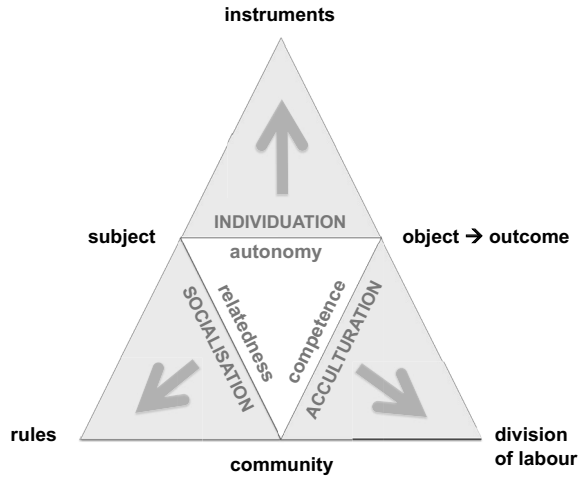 instruments
INDIVIDUATION
subject
object → outcome
autonomy
SOCIALISATION
relatedness
competence
ACCULTURATION
rules
community
division
of labour